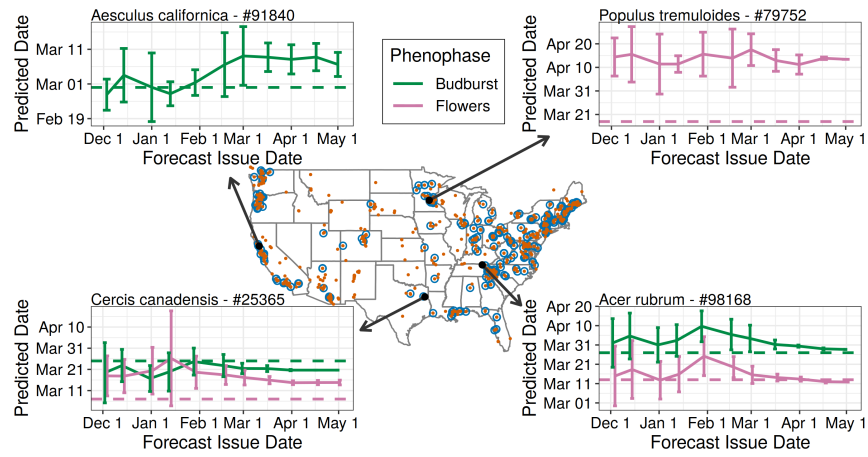 Aesculus californica - #91840
Predicted Date
Mar 11
Mar 01
Feb 19
Dec 1 Jan 1 Feb 1 Mar 1 Apr 1 May 1
Forecast Issue Date
Phenophase
Budburst
Flowers
Populus tremuloides - #79752
Predicted Date
Apr 20
Apr 10
Mar 31
Mar 21
Dec 1 Jan 1 Feb 1 Mar 1 Apr 1 May 1
Forecast Issue Date
Cercis canadensis - #25365
Predicted Date
Apr 10
Mar 31
Mar 21
Mar 11
Dec 1 Jan 1 Feb 1 Mar 1 Apr 1 May 1
Forecast Issue Date
Acer rubrum - #98168
Predicted Date
Apr 20
Apr 10
Mar 31
Mar 21
Mar 11
Mar 01
Dec 1 Jan 1 Feb 1 Mar 1 Apr 1 May 1
Forecast Issue Date